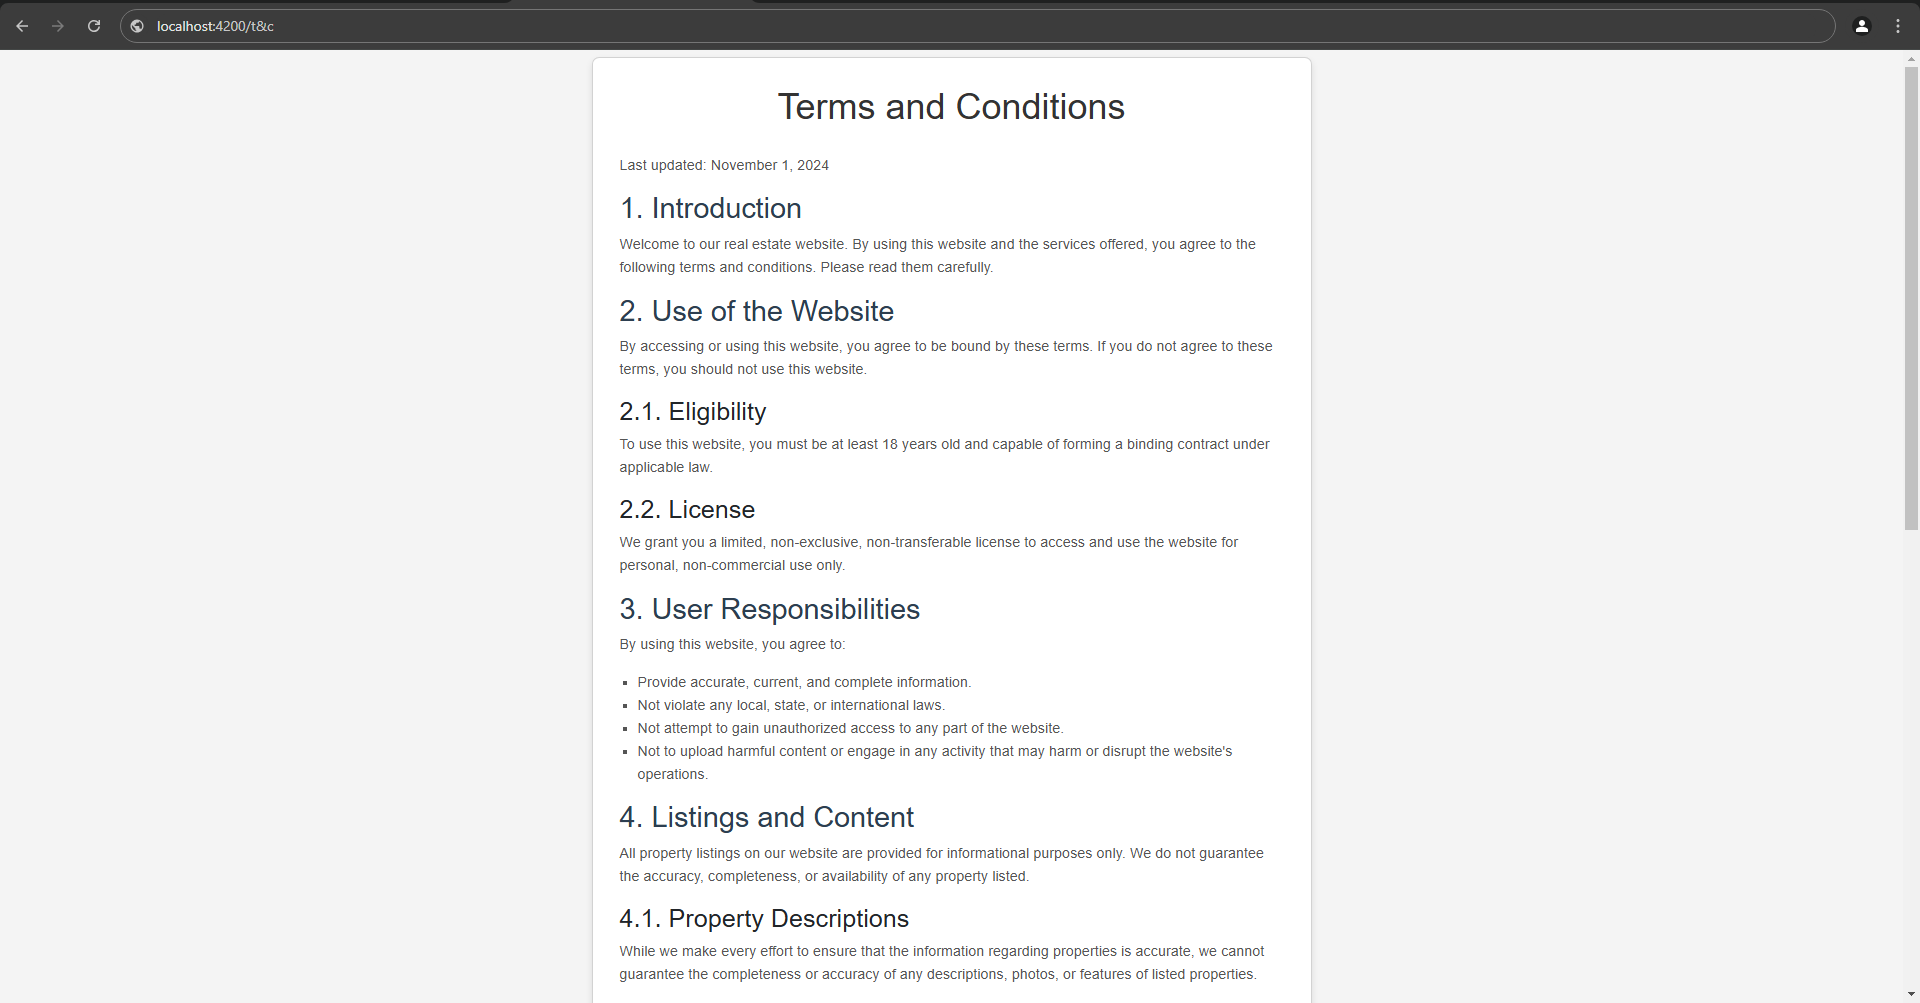 localhost:4200/t&c
Terms and Conditions
Last updated: November 1, 2024
1. Introduction
Welcome to our real estate website. By using this website and the services offered, you agree to the
following terms and conditions. Please read them carefully.
2. Use of the Website
By accessing or using this website, you agree to be bound by these terms. If you do not agree to these
terms, you should not use this website.
2.1. Eligibility
To use this website, you must be at least 18 years old and capable of forming a binding contract under
applicable law.
2.2. License
We grant you a limited, non-exclusive, non-transferable license to access and use the website for
personal, non-commercial use only.
3. User Responsibilities
By using this website, you agree to:
Provide accurate, current, and complete information.
Not violate any local, state, or international laws.
Not attempt to gain unauthorized access to any part of the website.
Not to upload harmful content or engage in any activity that may harm or disrupt the website's
operations.
4. Listings and Content
All property listings on our website are provided for informational purposes only. We do not guarantee
the accuracy, completeness, or availability of any property listed.
4.1. Property Descriptions
While we make every effort to ensure that the information regarding properties is accurate, we cannot
guarantee the completeness or accuracy of any descriptions, photos, or features of listed properties.